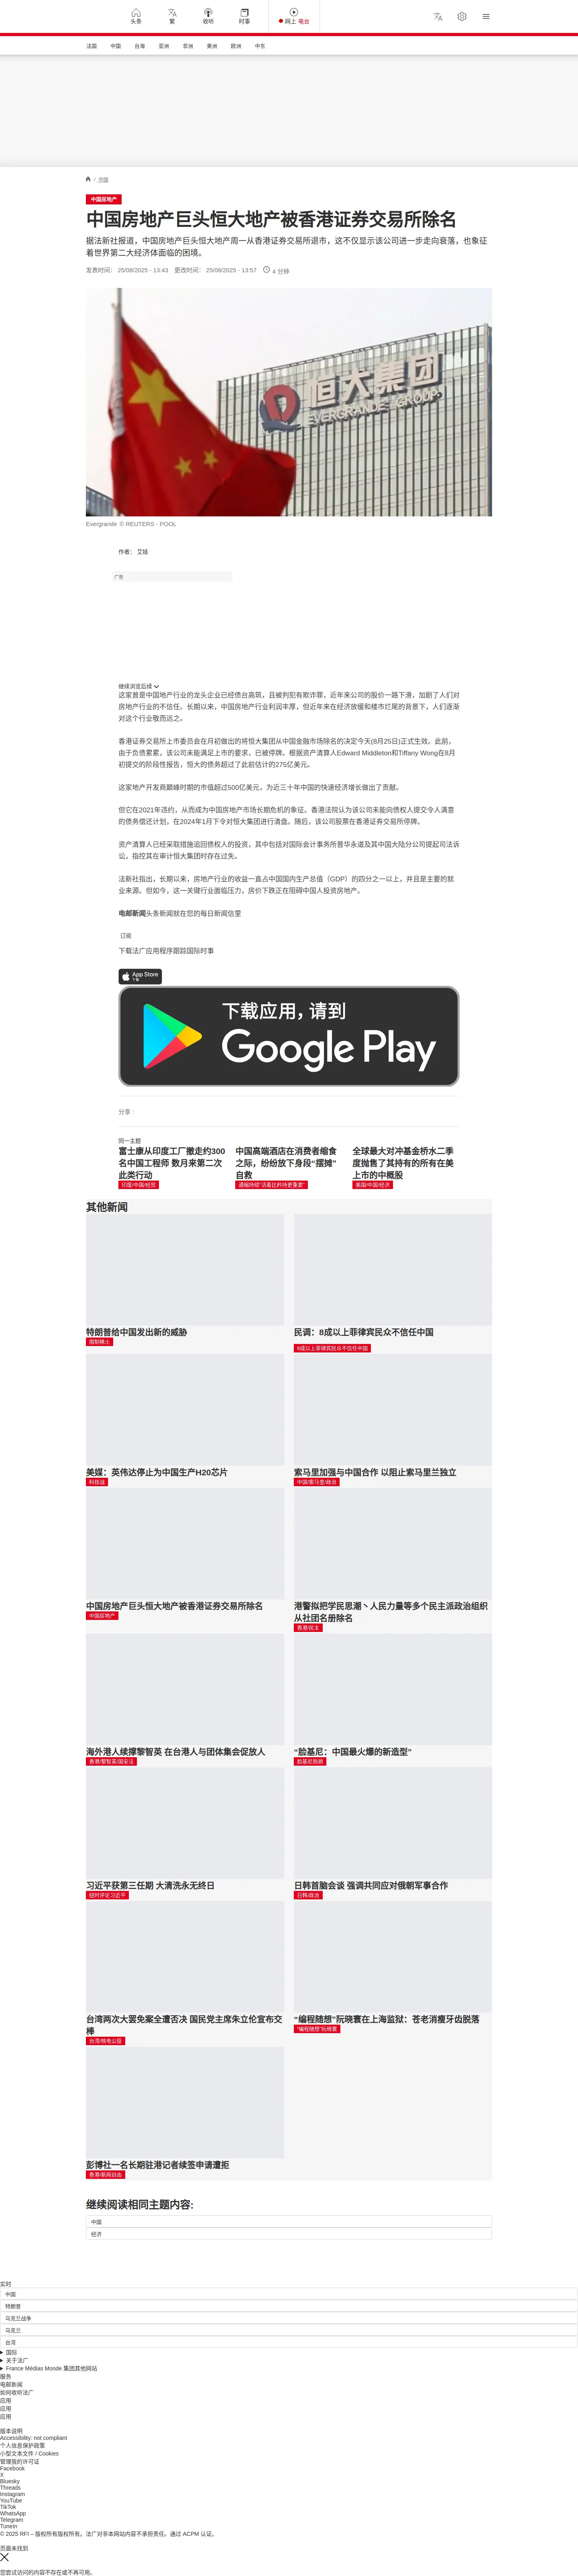 头条
繁
收听
时事
网上 电台
法国
中国
台海
亚洲
非洲
美洲
欧洲
中东
/ 中国
中国房地产
中国房地产巨头恒大地产被香港证券交易所除名
据法新社报道，中国房地产巨头恒大地产周一从香港证券交易所退市，这不仅显示该公司进一步走向衰落，也象征
着世界第二大经济体面临的困境。
发表时间： 25/08/2025 - 13:43 更改时间： 25/08/2025 - 13:57 4 分钟
恒大集团
EVERGRANDE GROUP
Evergrande © REUTERS - POOL
作者： 艾娃
广告
继续浏览后续
这家曾是中国地产行业的龙头企业已经债台高筑，且被判犯有欺诈罪，近年来公司的股价一路下滑，加剧了人们对
房地产行业的不信任。长期以来，中国房地产行业利润丰厚，但近年来在经济放缓和楼市烂尾的背景下，人们逐渐
对这个行业敬而远之。
香港证券交易所上市委员会在月初做出的将恒大集团从中国金融市场除名的决定今天(8月25日)正式生效。此前，
由于负债累累，该公司未能满足上市的要求，已被停牌。根据资产清算人Edward Middleton和Tiffany Wong在8月
初提交的阶段性报告，恒大的债务超过了此前估计的275亿美元。
这家地产开发商巅峰时期的市值超过500亿美元，为近三十年中国的快速经济增长做出了贡献。
但它在2021年违约，从而成为中国房地产市场长期危机的象征。香港法院认为该公司未能向债权人提交令人满意
的债务偿还计划，在2024年1月下令对恒大集团进行清盘。随后，该公司股票在香港证券交易所停牌。
资产清算人已经采取措施追回债权人的投资，其中包括对国际会计事务所普华永道及其中国大陆分公司提起司法诉
讼，指控其在审计恒大集团时存在过失。
法新社指出，长期以来，房地产行业的收益一直占中国国内生产总值（GDP）的四分之一以上，并且是主要的就
业来源。但如今，这一关键行业面临压力，房价下跌正在阻碍中国人投资房地产。
电邮新闻头条新闻就在您的每日新闻信里
订阅
下载法广应用程序跟踪国际时事
App Store
下载
下载应用，请到
Google Play
分享 :
同一主题
富士康从印度工厂撤走约300
名中国工程师 数月来第二次
此类行动
印度/中国/经贸
中国高端酒店在消费者缩食
之际，纷纷放下身段“摆摊”
自救
通缩持续“活着比矜持更重要”
全球最大对冲基金桥水二季
度抛售了其持有的所有在美
上市的中概股
美国/中国/经济
其他新闻
特朗普给中国发出新的威胁
报制稀土
民调：8成以上菲律宾民众不信任中国
8成以上菲律宾民众不信任中国
美媒：英伟达停止为中国生产H20芯片
科技战
索马里加强与中国合作 以阻止索马里兰独立
中国/索马里/政治
中国房地产巨头恒大地产被香港证券交易所除名
中国房地产
港警拟把学民思潮丶人民力量等多个民主派政治组织
从社团名册除名
香港/民主
海外港人续撑黎智英 在台港人与团体集会促放人
香港/黎智英/国安法
“脸基尼：中国最火爆的新造型”
脸基尼热销
习近平获第三任期 大清洗永无终日
纽时评论习近平
日韩首脑会谈 强调共同应对俄朝军事合作
日韩/政治
台湾两次大罢免案全遭否决 国民党主席朱立伦宣布交
棒
台湾/核电公投
“编程随想”阮晓寰在上海监狱：苍老消瘦牙齿脱落
“编程随想”阮晓寰
彭博社一名长期驻港记者续签申请遭拒
香港/新闻自由
继续阅读相同主题内容:
中国
经济
实时
中国
特朗普
乌克兰战争
乌克兰
台湾
国际
关于法广
France Médias Monde 集团其他网站
服务
电邮新闻
如何收听法广
应用
应用
应用
版本说明
Accessibility: not compliant
个人信息保护政策
小型文本文件 / Cookies
管理我的许可证
Facebook
X
Bluesky
Threads
Instagram
YouTube
TikTok
WhatsApp
Telegram
TuneIn
© 2025 RFI – 版权所有版权所有。法广对非本网站内容不承担责任。通过 ACPM 认证。
页面未找到
您尝试访问的内容不存在或不再可用。